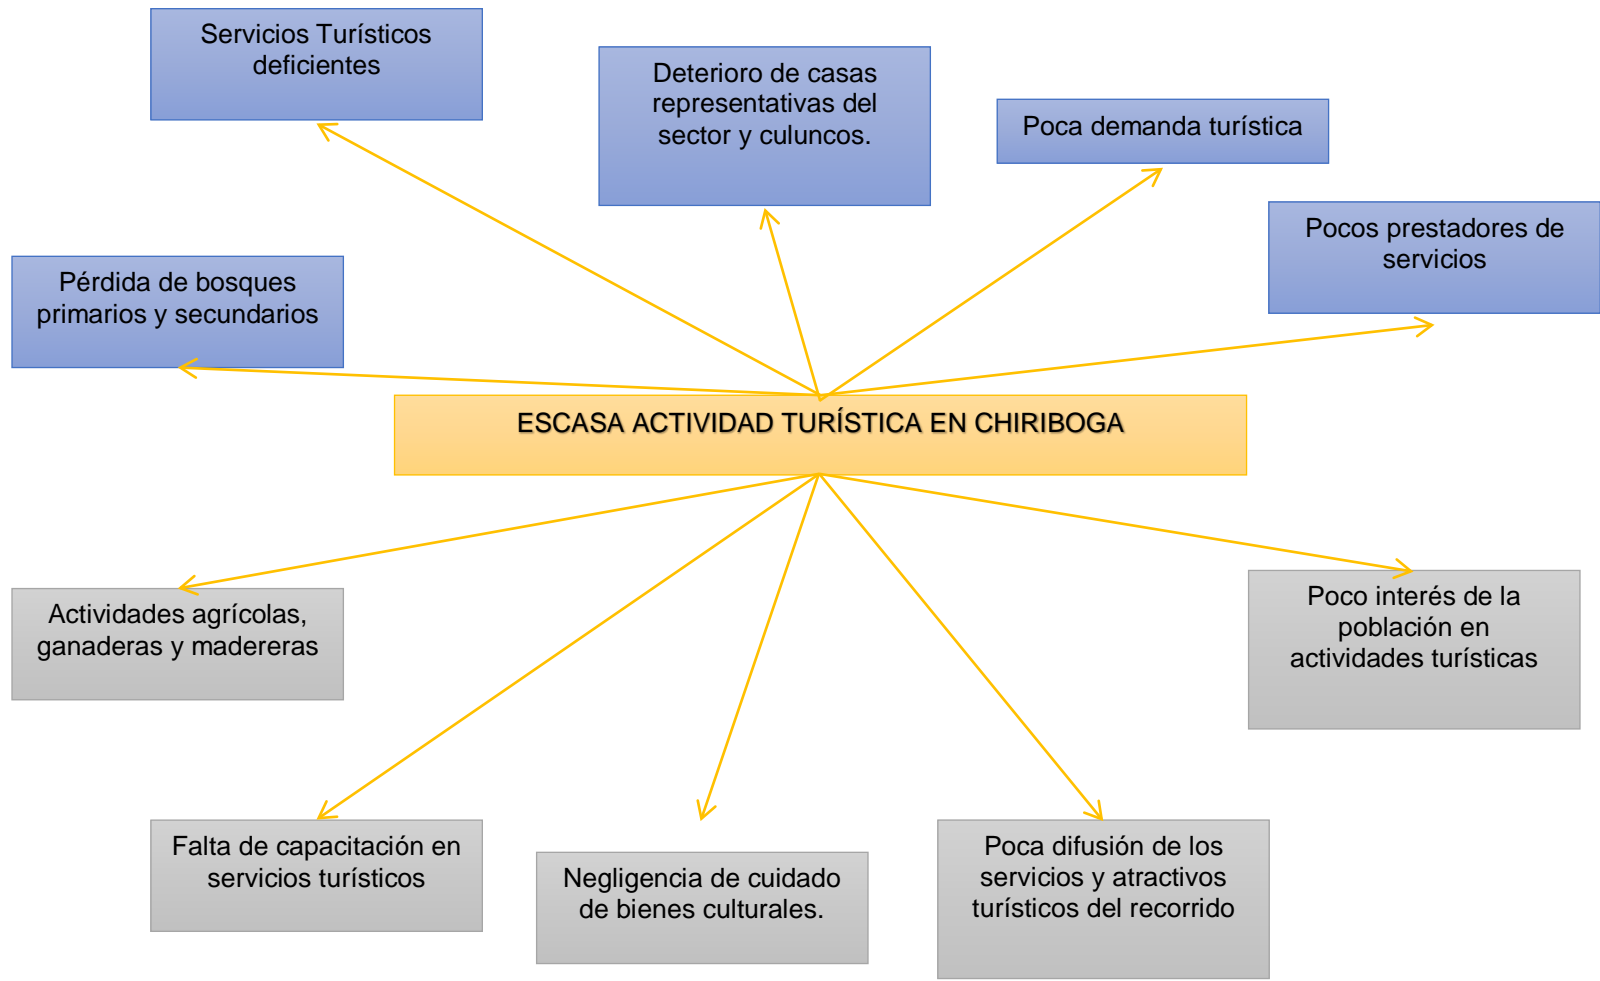 Servicios Turísticos
deficientes
Deterioro de casas
representativas del
sector y culuncos.
Poca demanda turística
Pocos prestadores de
servicios
Pérdida de bosques
primarios y secundarios
ESCASA ACTIVIDAD TURÍSTICA EN CHIRIBOGA
Actividades agrícolas,
ganaderas y madereras
Poco interés de la
población en
actividades turísticas
Falta de capacitación en
servicios turísticos
Negligencia de cuidado
de bienes culturales.
Poca difusión de los
servicios y atractivos
turísticos del recorrido